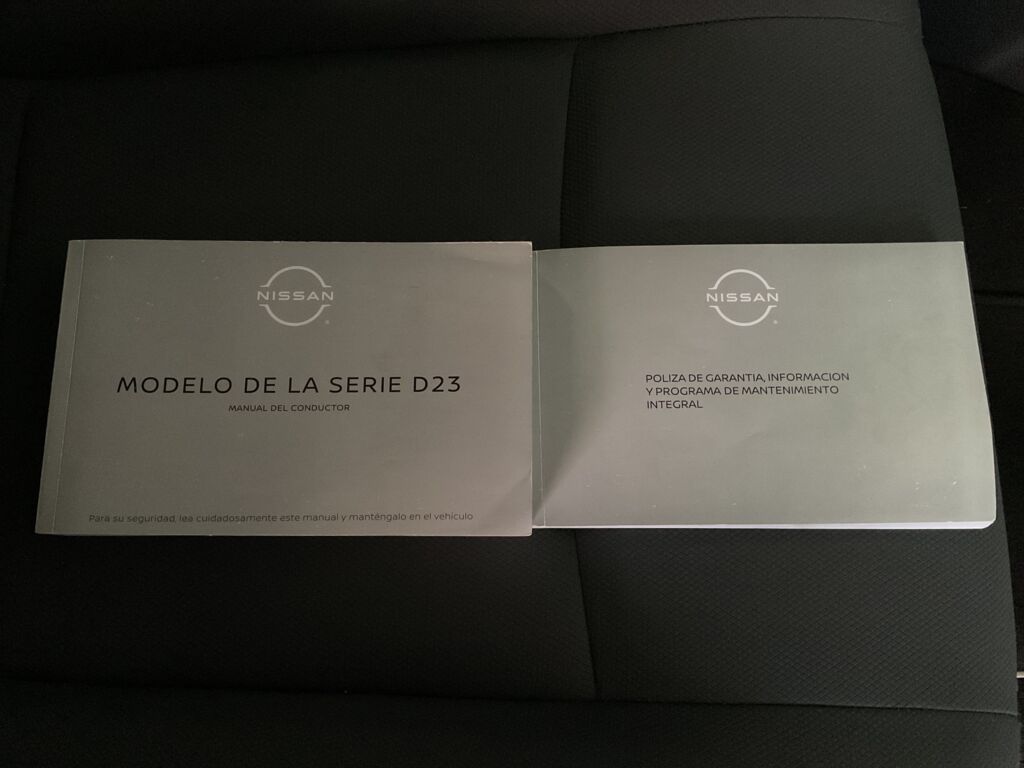 NISSAN
MODELO DE LA SERIE D23
MANUAL DEL CONDUCTOR
Para su seguridad, lea cuidadosamente este manual y manténgalo en el vehículo
NISSAN
POLIZA DE GARANTIA, INFORMACION
Y PROGRAMA DE MANTENIMIENTO
INTEGRAL